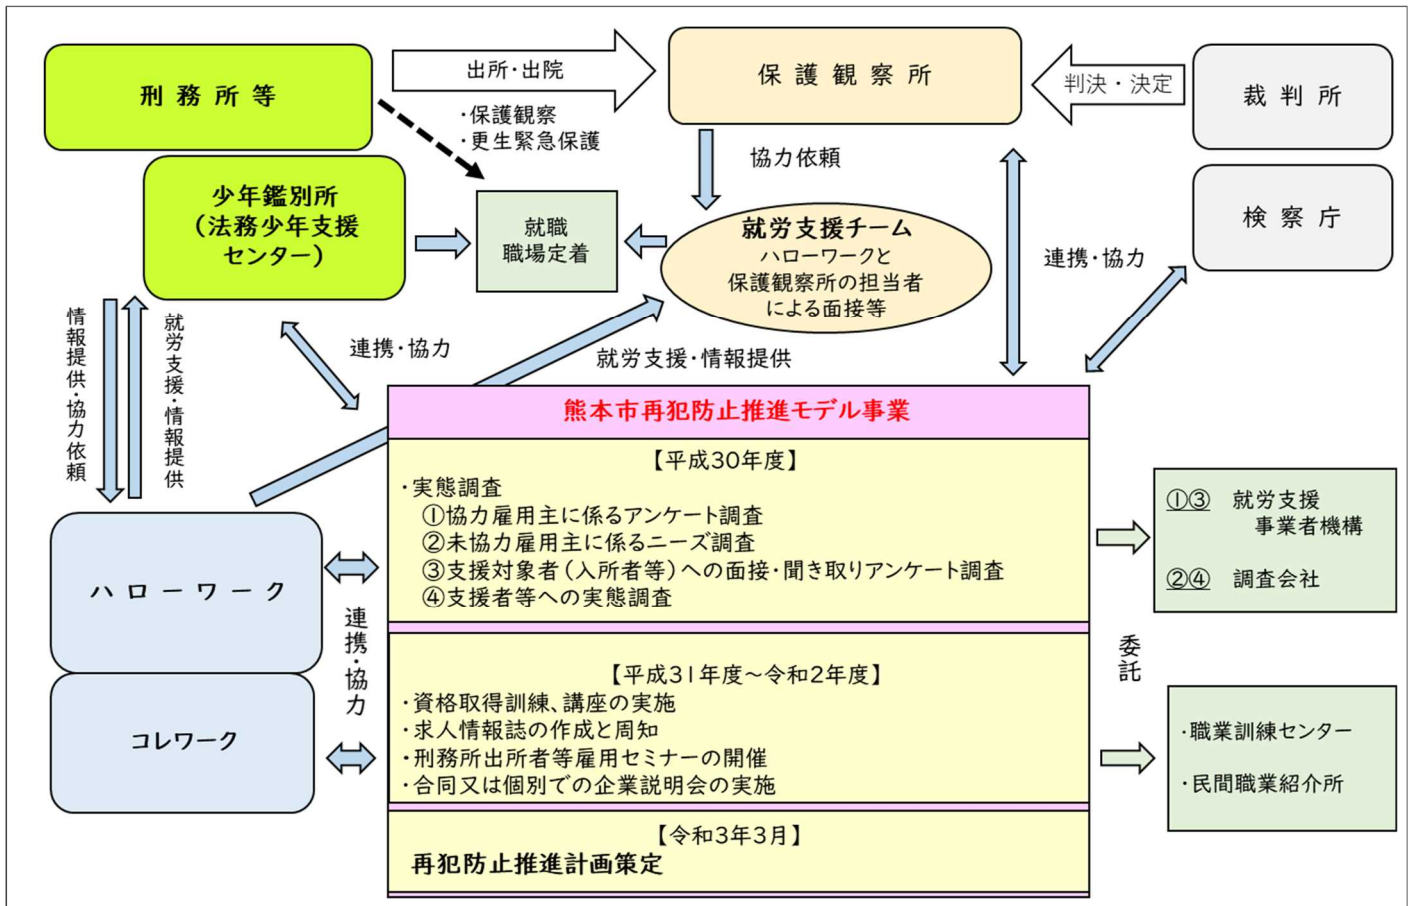 刑務所等
出所・出院
・保護観察
・更生緊急保護
保護観察所
判決・決定
裁判所
検察庁
少年鑑別所
（法務少年支援
センター）
就職
職場定着
協力依頼
就労支援チーム
ハローワークと
保護観察所の担当者
による面接等
連携・協力
情報提供・協力依頼
就労支援・情報提供
連携・協力
就労支援・情報提供
熊本市再犯防止推進モデル事業
【平成30年度】
・実態調査
①協力雇用主に係るアンケート調査
②未協力雇用主に係るニーズ調査
③支援対象者（入所者等）への面接・聞き取りアンケート調査
④支援者等への実態調査
【平成31年度～令和2年度】
・資格取得訓練、講座の実施
・求人情報誌の作成と周知
・刑務所出所者等雇用セミナーの開催
・合同又は個別での企業説明会の実施
【令和3年3月】
再犯防止推進計画策定
ハローワーク
コレワーク
連携・協力
①③ 就労支援
事業者機構
②④ 調査会社
委託
・職業訓練センター
・民間職業紹介所